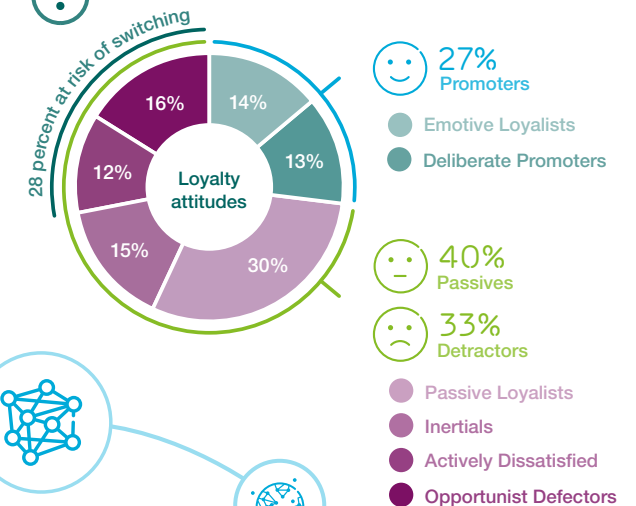 28 percent at risk of switching
16%
14%
12%
13%
15%
30%
Loyalty
attitudes
27%
Promoters
Emotive Loyalists
Deliberate Promoters
40%
Passives
33%
Detractors
Passive Loyalists
Inertials
Actively Dissatisfied
Opportunist Defectors